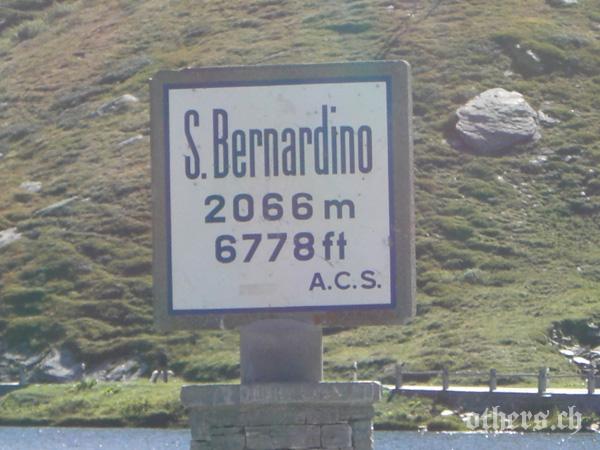 S. Bernardino
2066 m
6778 ft
A.C.S.
others.ch